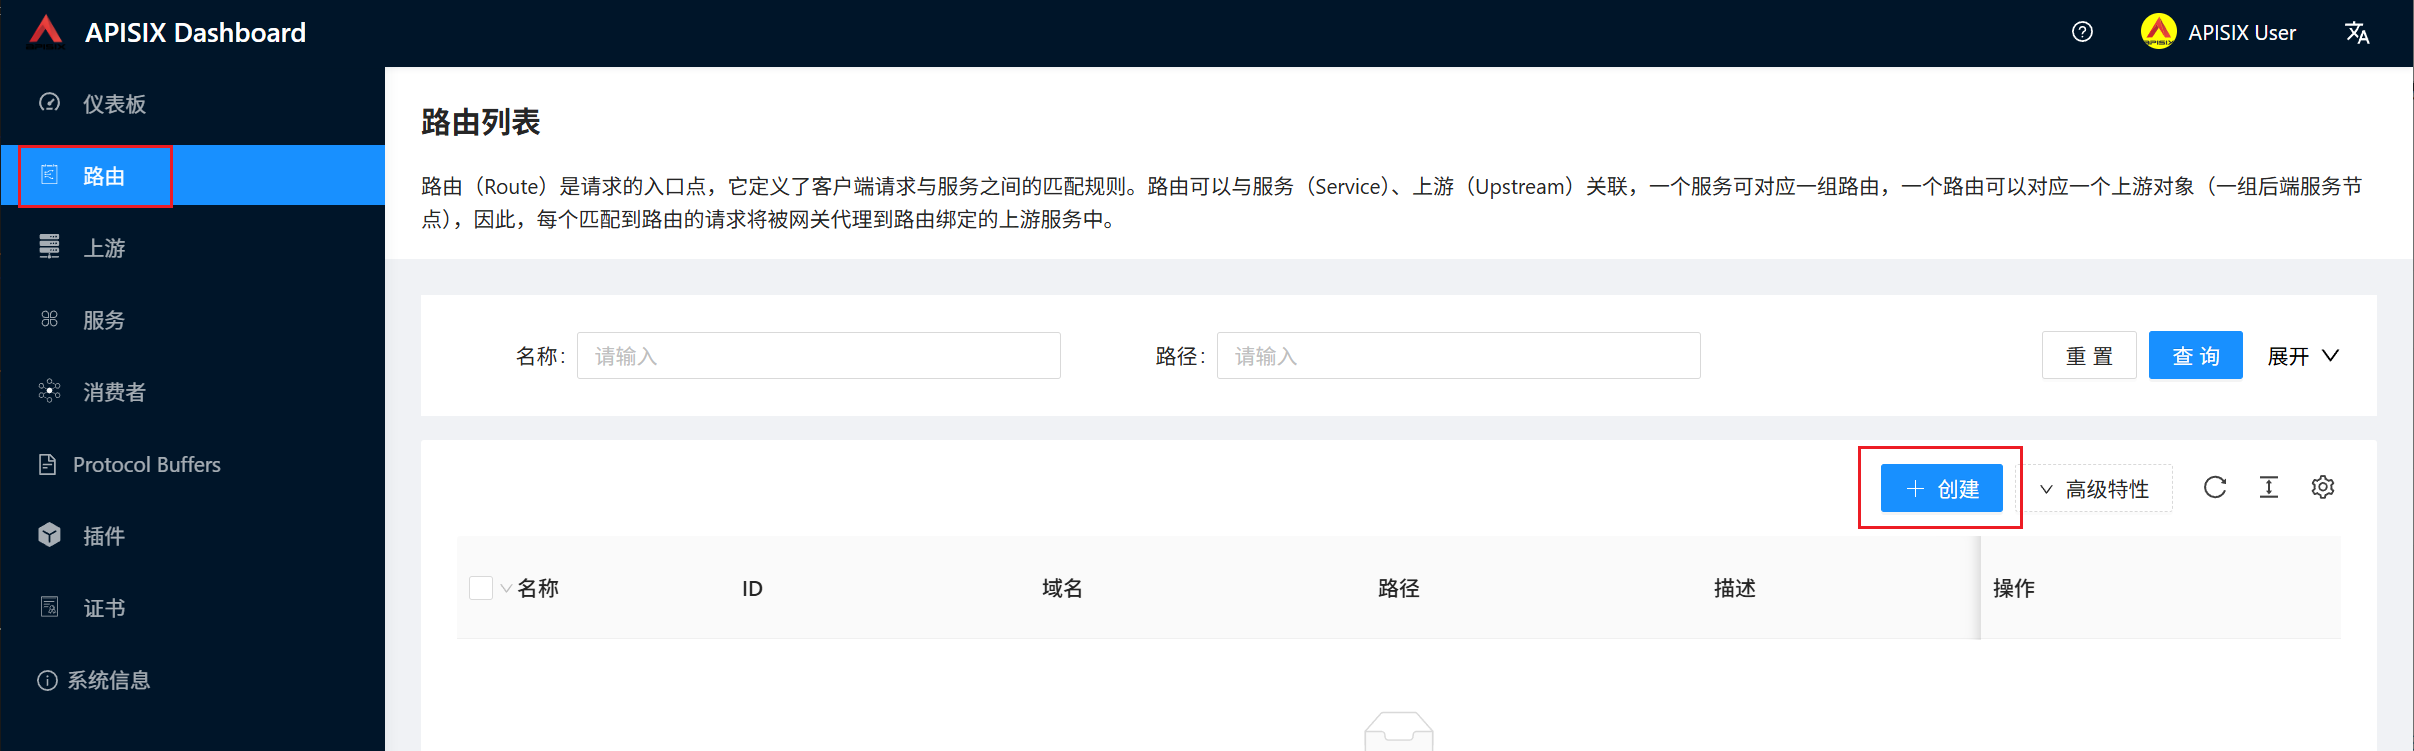 APISIX Dashboard
APISIX User
仪表板
路由
上游
服务
消费者
Protocol Buffers
插件
证书
系统信息
路由列表
路由（Route）是请求的入口点，它定义了客户端请求与服务之间的匹配规则。路由可以与服务（Service）、上游（Upstream）关联，一个服务可对应一组路由，一个路由可以对应一个上游对象（一组后端服务节
点），因此，每个匹配到路由的请求将被网关代理到路由绑定的上游服务中。
名称: 请输入 路径: 请输入 重 置 查 询 展开
创建 高级特性
名称 ID 域名 路径 描述 操作